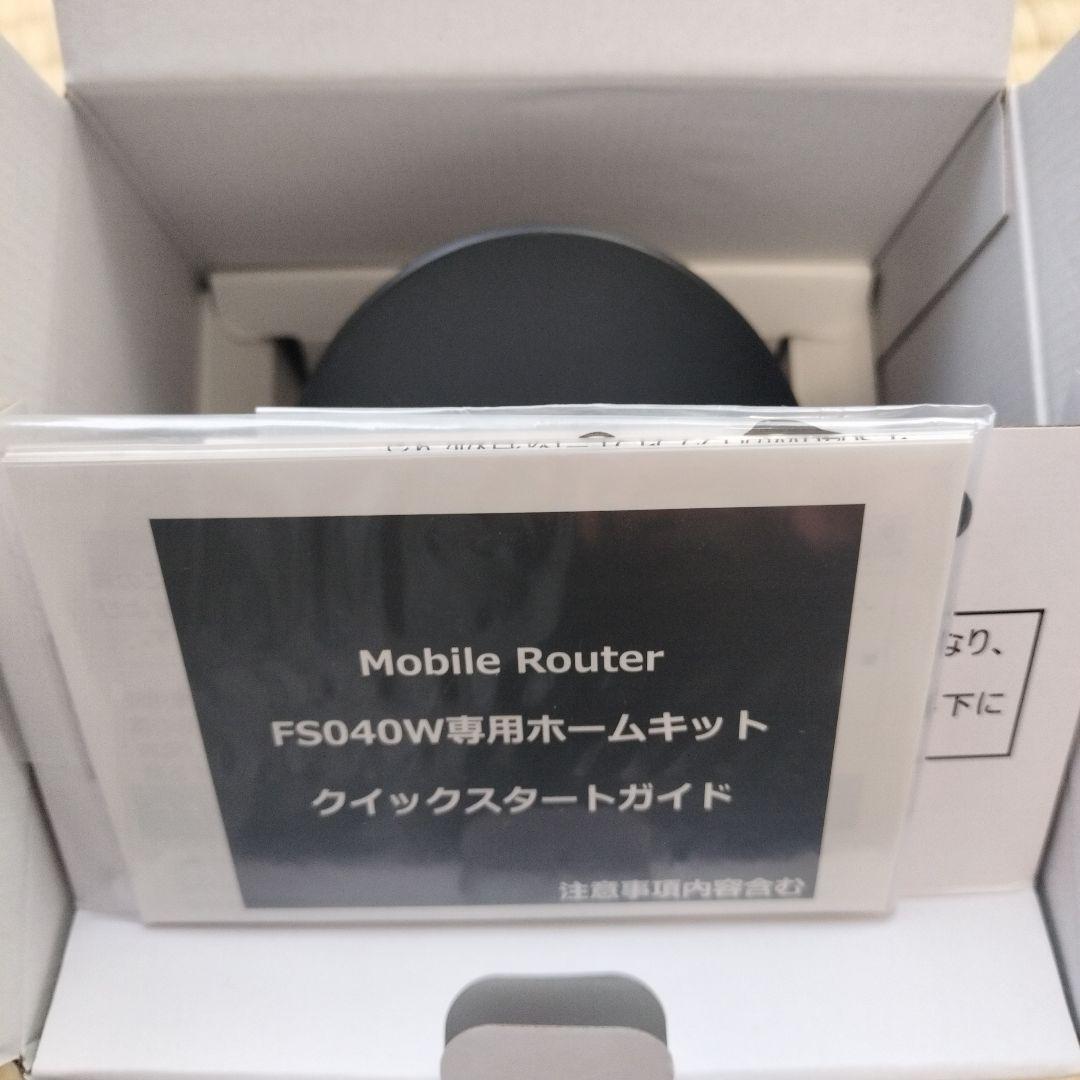 Mobile Router
FS040W専用ホームキット
クイックスタートガイド
注意事項内容含む
なり、
下に